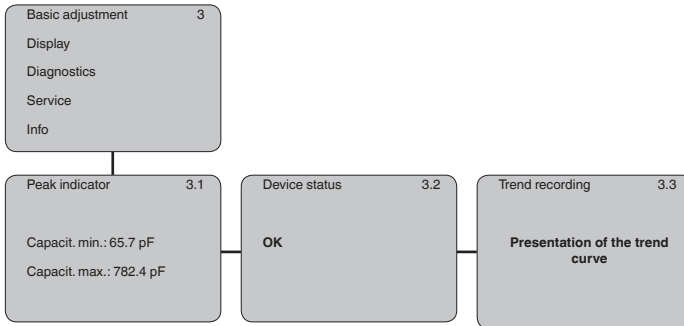 Basic adjustment 3
Display
Diagnostics
Service
Info
Peak indicator 3.1
Capacit. min.: 65.7 pF
Capacit. max.: 782.4 pF
Device status 3.2
OK
Trend recording 3.3
Presentation of the trend
curve